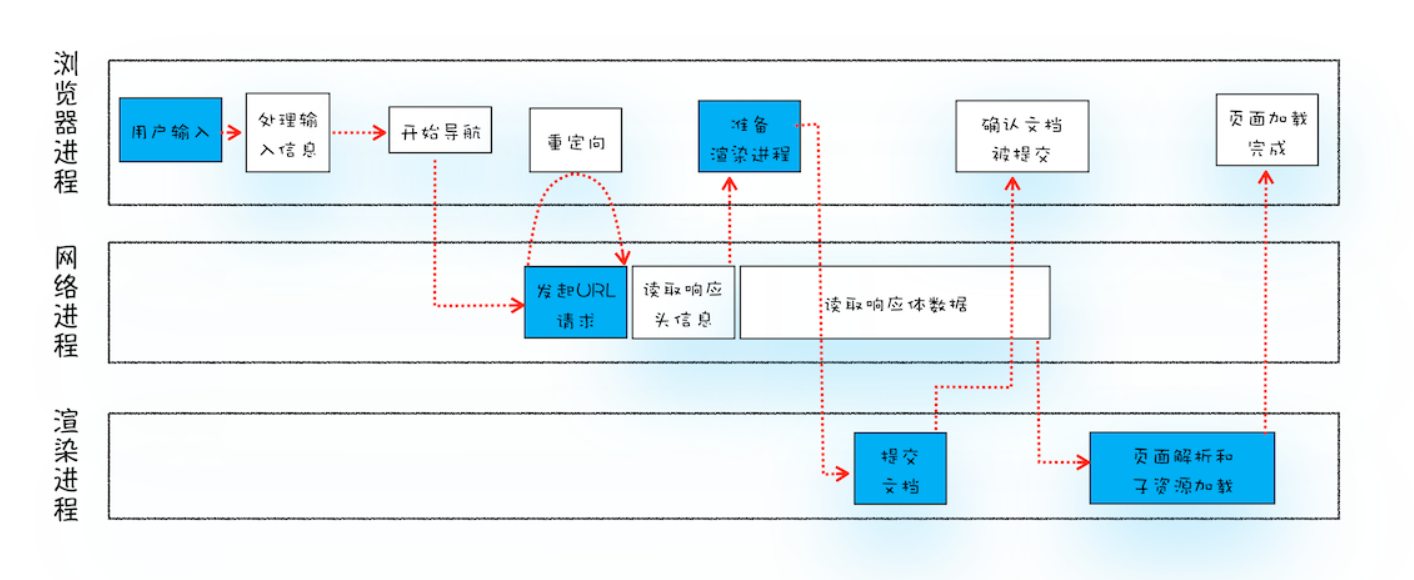 浏览器进程
用户输入
处理输
入信息
开始导航
重定向
准备
渲染进程
确认文档
被提交
页面加载
完成
网络进程
发起URL
请求
读取响应
头信息
读取响应体数据
渲染进程
提交
文档
页面解析和
子资源加载